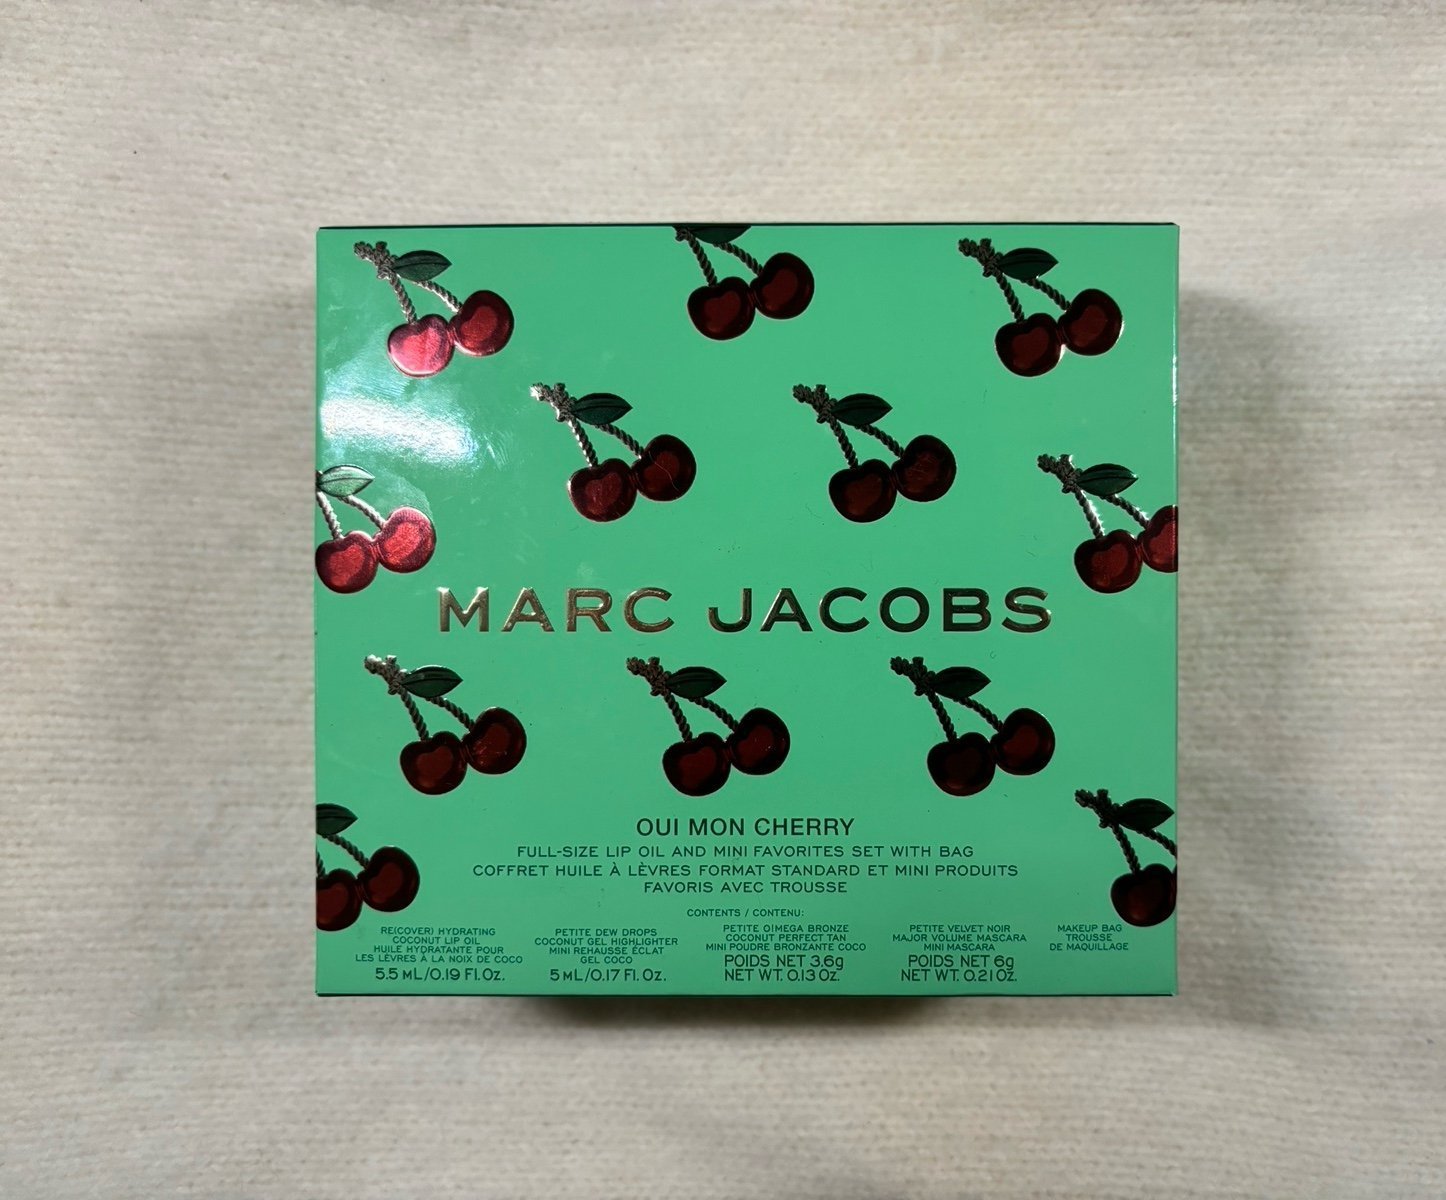 MARC JACOBS
OUI MON CHERRY
FULL-SIZE LIP OIL AND MINI FAVORITES SET WITH BAG
COFFRET HUILE À LÈVRES FORMAT STANDARD ET MINI PRODUITS
FAVORIS AVEC TROUSSE
CONTENTS / CONTENU:
RE(COVER) HYDRATING
COCONUT LIP OIL
HUILE HYDRATANTE POUR
LES LÈVRES À LA NOIX DE COCO
5.5 ML/0.19 Fl. Oz.
PETITE DEW DROPS
COCONUT GEL HIGHLIGHTER
MINI REHAUSSE ÉCLAT
GEL COCO
5 ML/0.17 Fl. Oz.
PETITE O!MEGA BRONZE
COCONUT PERFECT TAN
MINI POUDRE BRONZANTE COCO
POIDS NET 3.6g
NET WT. 0.13 Oz.
PETITE VELVET NOIR
MAJOR VOLUME MASCARA
MINI MASCARA
POIDS NET 6g
NET WT. 0.21 Oz.
MAKEUP BAG
TROUSSE
DE MAQUILLAGE